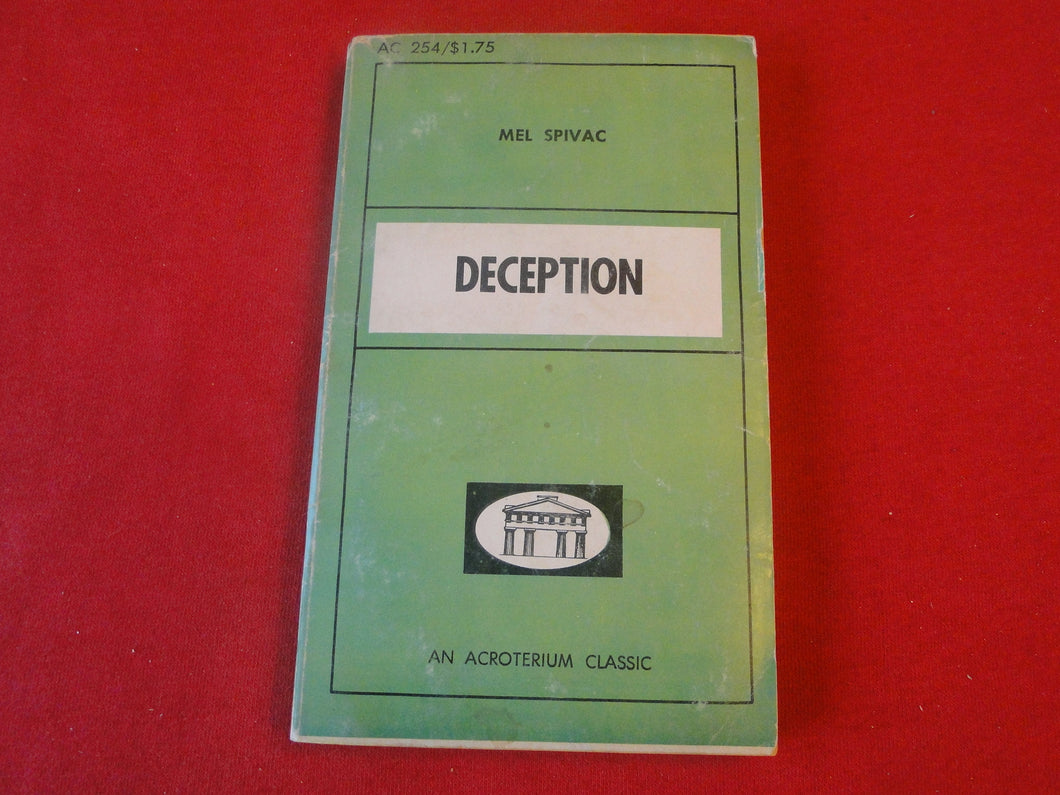 AC 254/$1.75
MEL SPIVAC
DECEPTION
AN ACROTERIUM CLASSIC